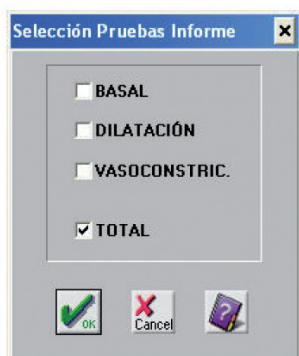 Selección Pruebas Informe
BASAL
DILATACIÓN
VASOCONSTRIC.
TOTAL
OK
Cancel
?